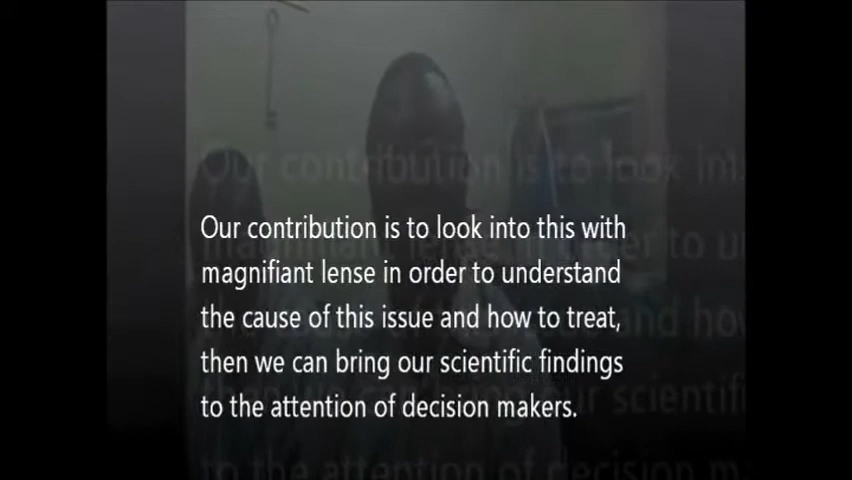 Our contribution is to look into this with
magnifiant lense in order to understand
the cause of this issue and how to treat,
then we can bring our scientific findings
to the attention of decision makers.